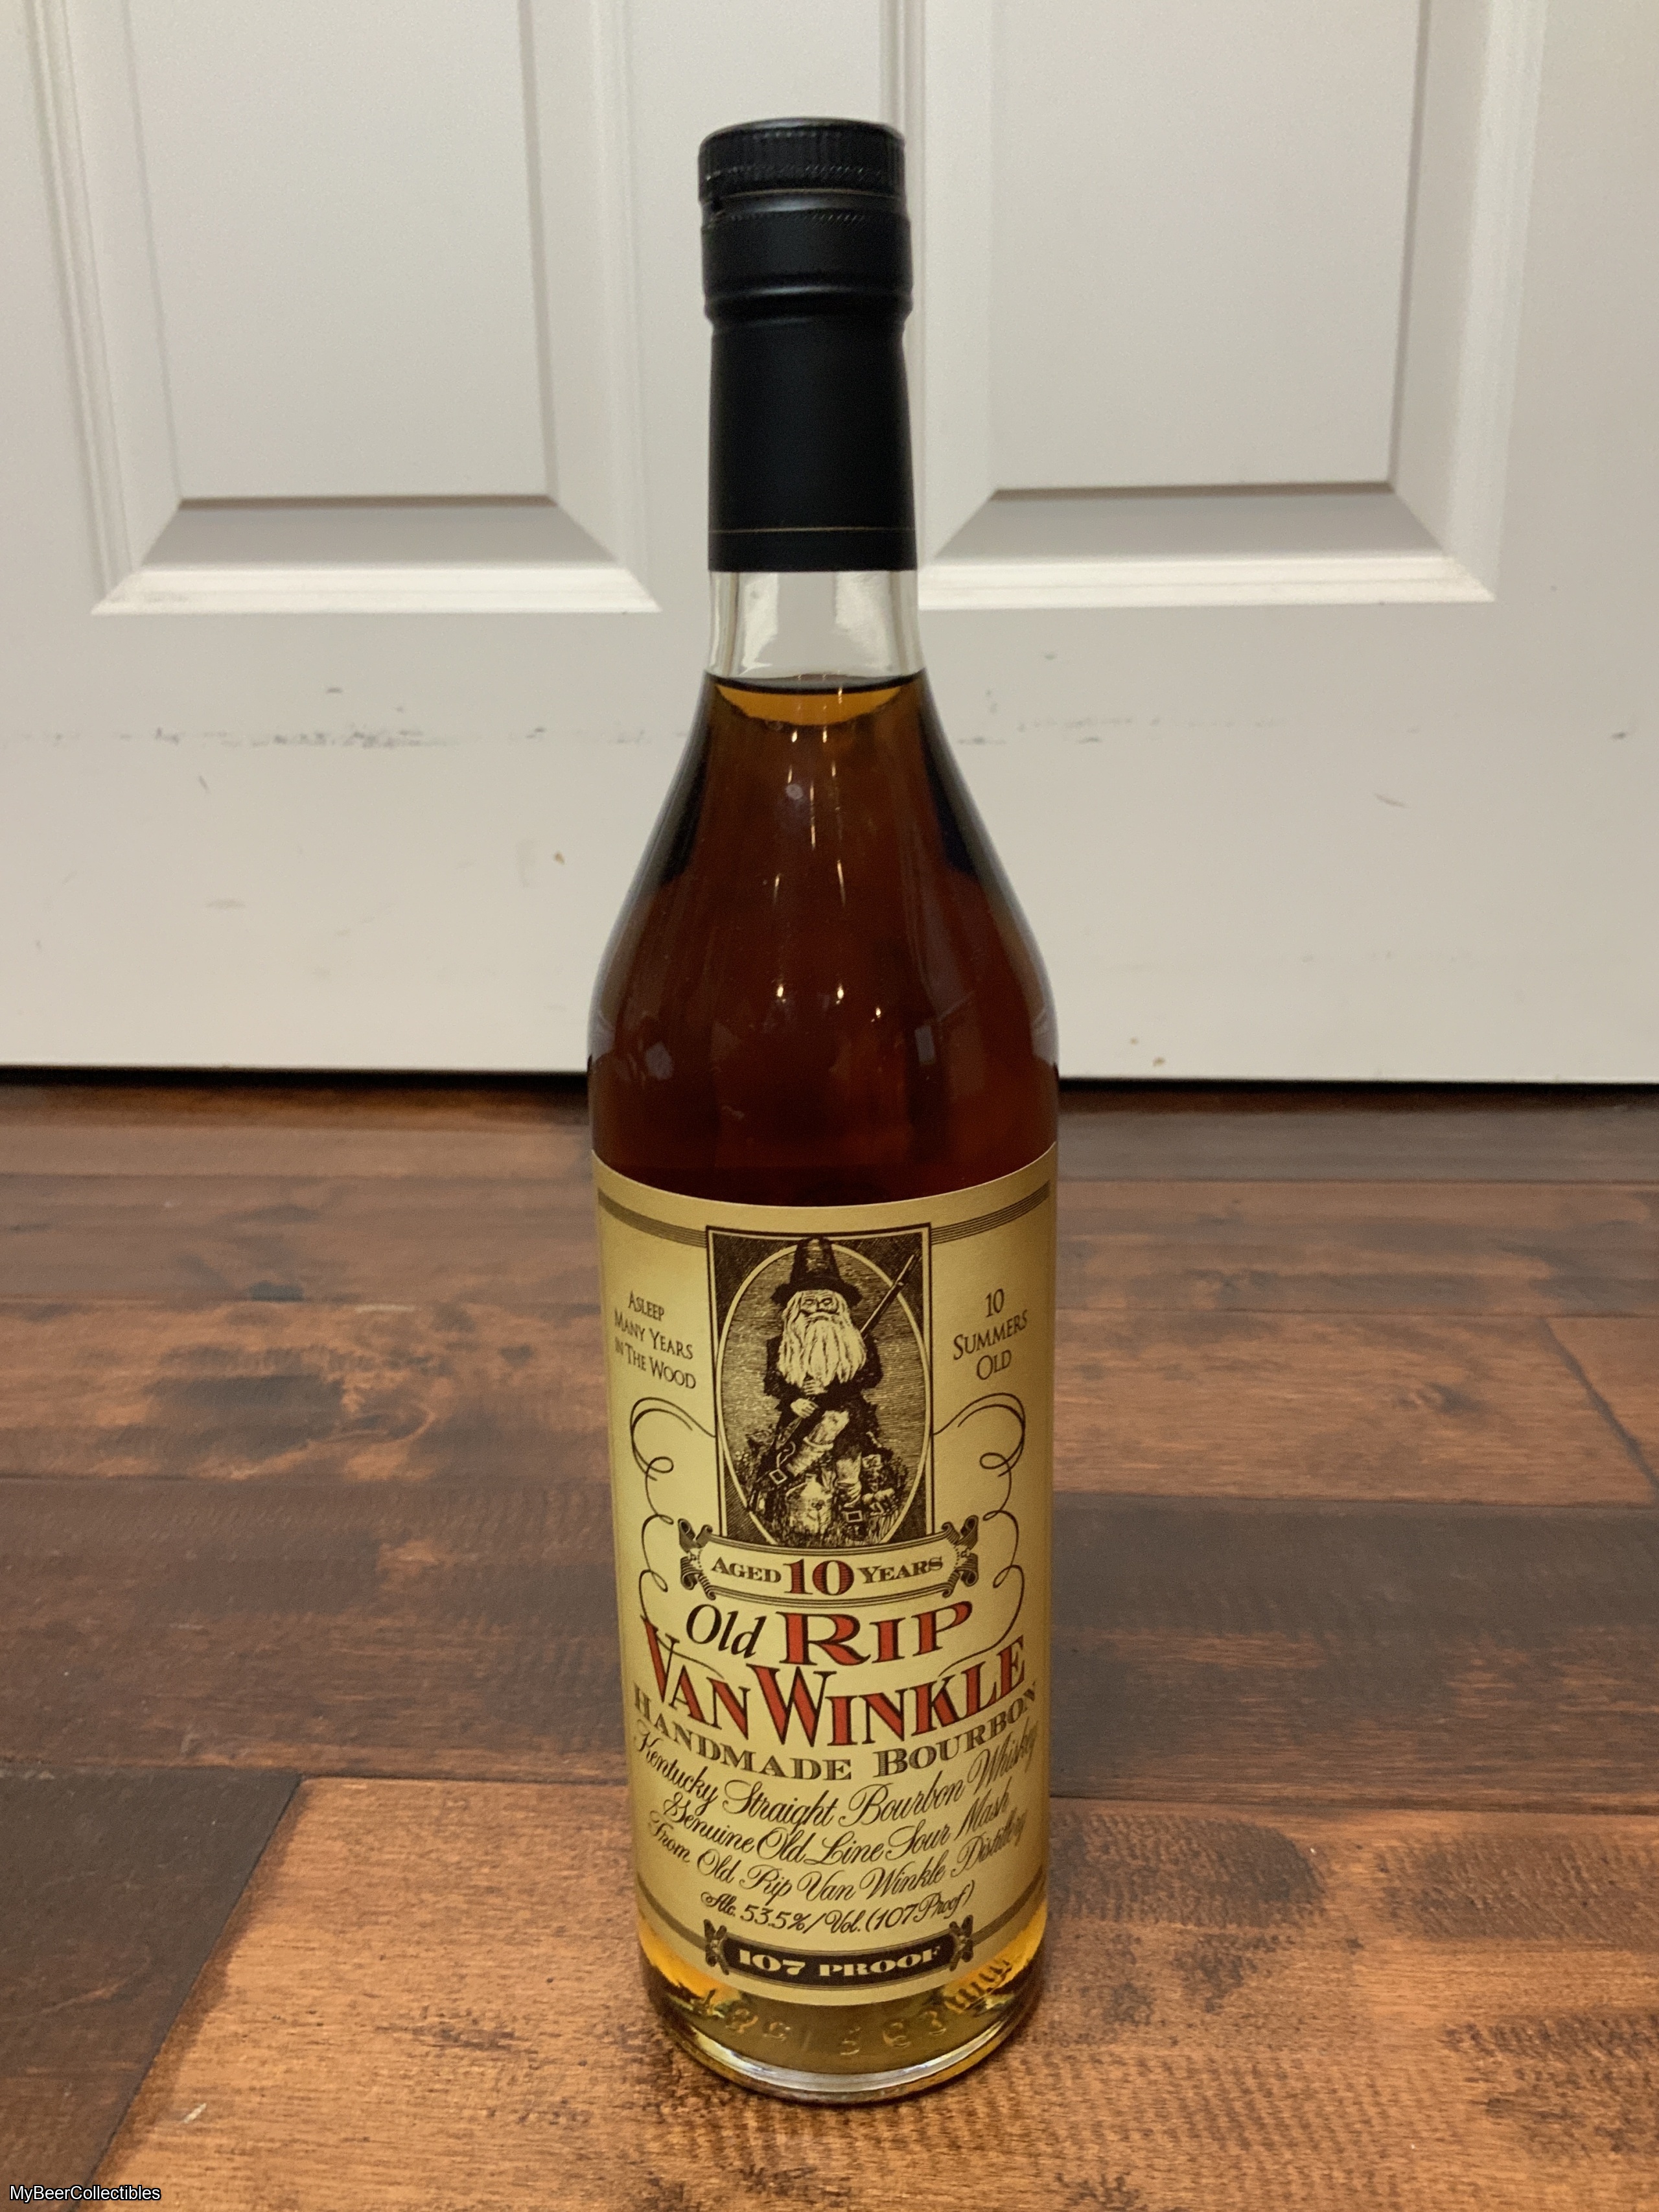 ASLEEP
MANY YEARS
IN THE WOOD
10
SUMMERS
OLD
AGED 10 YEARS
Old RIP
VAN WINKLE
HANDMADE BOURBON
Kentucky Straight Bourbon Whiskey
Genuine Old Line Sour Mash
From Old Rip Van Winkle Distillery
Alc. 53.5%/Vol. (107 Proof)
107 PROOF
MyBeerCollectibles